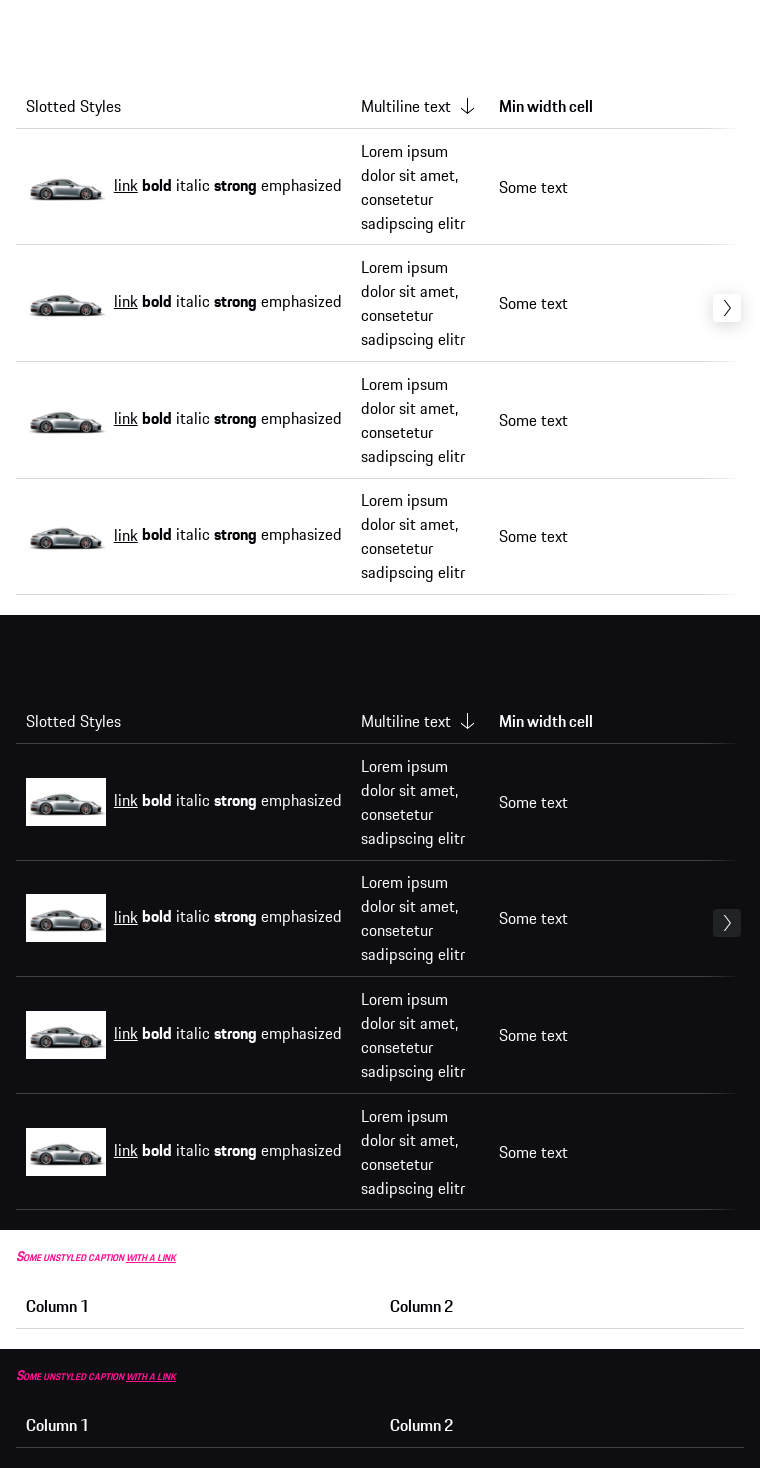 Slotted Styles Multiline text Min width cell
Lorem ipsum
dolor sit amet,
link bold italic strong emphasized Some text
consetetur
sadipscing elitr
Lorem ipsum
dolor sit amet,
link bold italic strong emphasized Some text
consetetur
sadipscing elitr
Lorem ipsum
dolor sit amet,
link bold italic strong emphasized Some text
consetetur
sadipscing elitr
Lorem ipsum
dolor sit amet,
link bold italic strong emphasized Some text
consetetur
sadipscing elitr
Slotted Styles Multiline text Min width cell
Lorem ipsum
dolor sit amet,
link bold italic strong emphasized Some text
consetetur
sadipscing elitr
Lorem ipsum
dolor sit amet,
link bold italic strong emphasized Some text
consetetur
sadipscing elitr
Lorem ipsum
dolor sit amet,
link bold italic strong emphasized Some text
consetetur
sadipscing elitr
Lorem ipsum
dolor sit amet,
link bold italic strong emphasized Some text
consetetur
sadipscing elitr
Some unstyled caption with a link
Column 1 Column 2
Some unstyled caption with a link
Column 1 Column 2